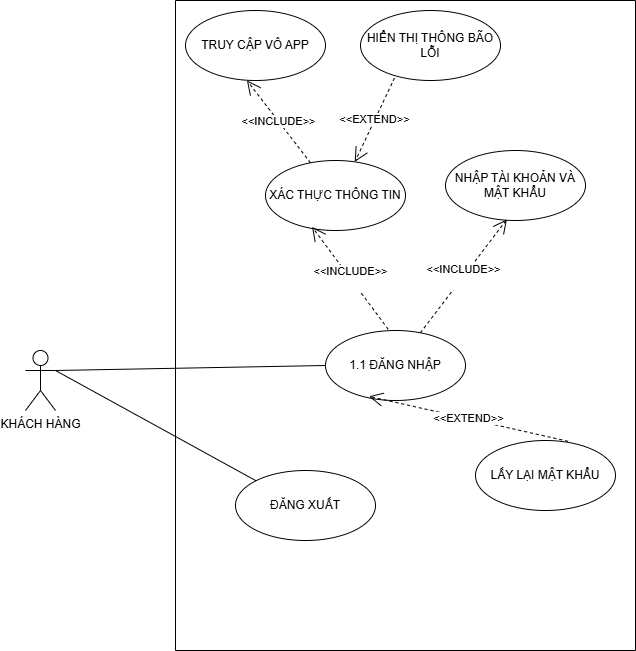 TRUY CẬP VÔ APP
HIỂN THỊ THÔNG BÃO
LỖI
<<INCLUDE>>
<<EXTEND>>
XÁC THỰC THÔNG TIN
NHẬP TÀI KHOẢN VÀ
MẬT KHẨU
<<INCLUDE>>
<<INCLUDE>>
1.1 ĐĂNG NHẬP
KHÁCH HÀNG
<<EXTEND>>
LẤY LẠI MẬT KHẨU
ĐĂNG XUẤT